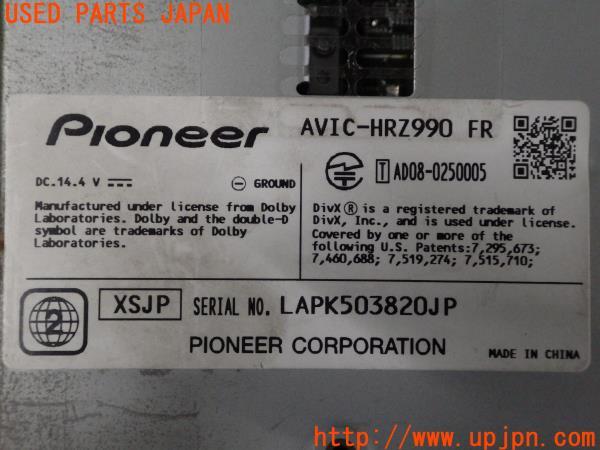 USED PARTS JAPAN
Pioneer
AVIC-HRZ990 FR
DC.14.4 V
GROUND
Manufactured under license from Dolby
Laboratories. Dolby and the double-D
symbol are trademarks of Dolby
Laboratories.
T AD08-0250005
DivX® is a registered trademark of
DivX, Inc., and is used under license.
Covered by one or more of the
following U.S. Patents:7,295,673;
7,460,688; 7,519,274; 7,515,710;
2
XSJP SERIAL NO. LAPK503820JP
PIONEER CORPORATION
MADE IN CHINA
http://www.upjpn.com/